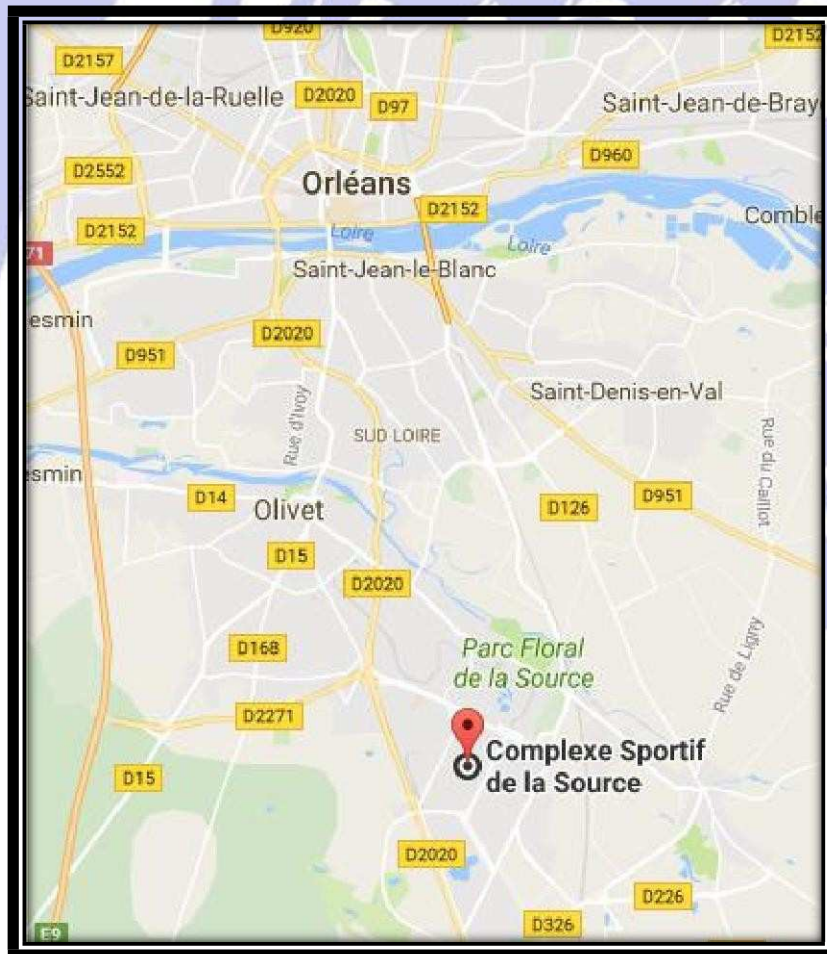 D920
D2152
D2157
Saint-Jean-de-la-Ruelle
D2020
D97
Saint-Jean-de-Bray
D960
D2552
Orléans
D2152
D2152
Comble
Loire
Loire
71
Saint-Jean-le-Blanc
esmin
D2020
D951
Saint-Denis-en-Val
Rue d'Ivoy
SUD LOIRE
Rue du Caillot
esmin
D14
Olivet
D126
D951
D15
D2020
Parc Floral
de la Source
D168
Rue de Ligny
D2271
Complexe Sportif
de la Source
D15
D2020
D226
D326
E9